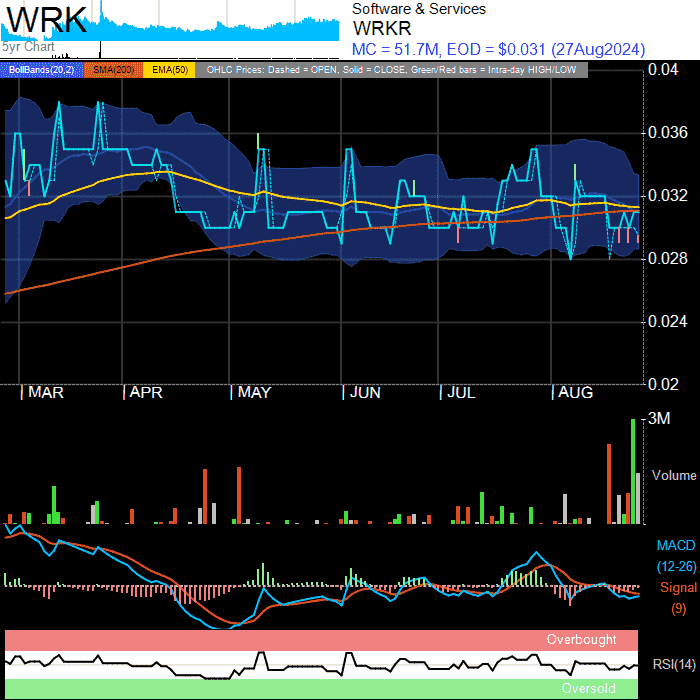 WRK
5yr Chart
Software & Services
WRKR
MC = 51.7M, EOD = $0.031 (27Aug2024)
BollBands(20,2) SMA(200) EMA(50) OHLC Prices: Dashed = OPEN, Solid = CLOSE, Green/Red bars = Intra-day HIGH/LOW
0.04
0.036
0.032
0.028
0.024
0.02
MAR APR MAY JUN JUL AUG
3M
Volume
MACD
(12-26)
Signal
(9)
Overbought
RSI(14)
Oversold